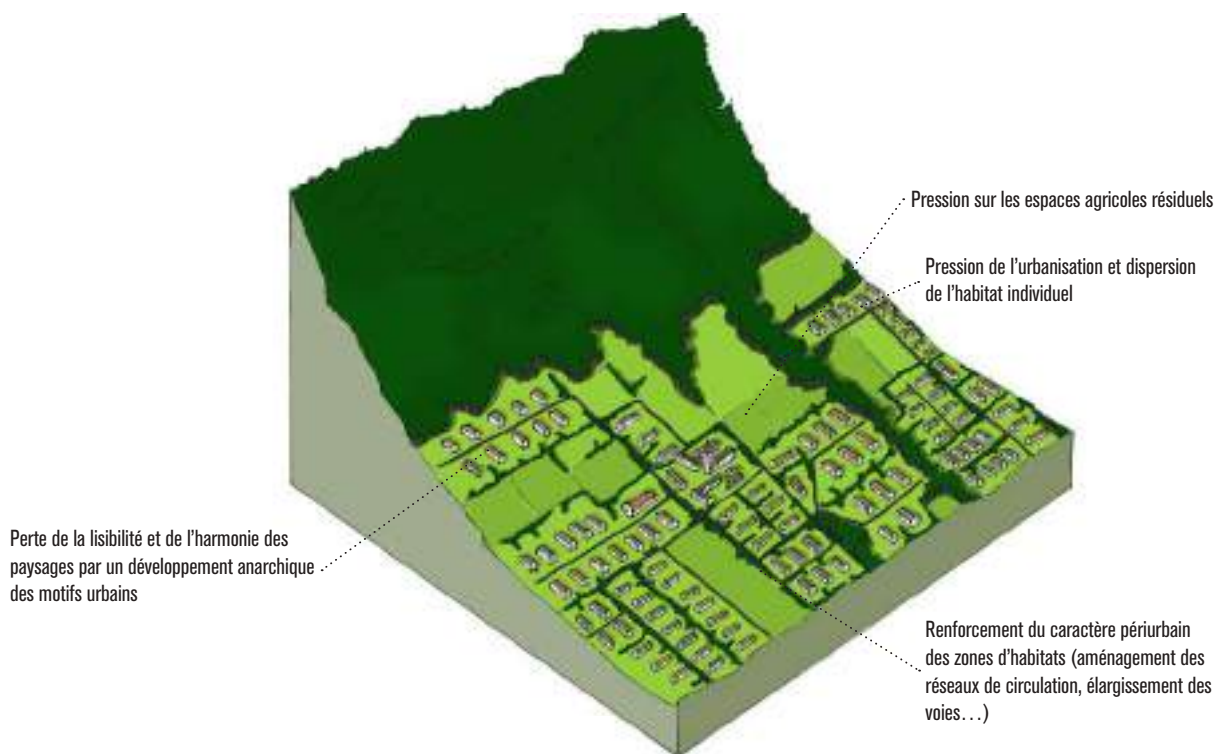 Pression sur les espaces agricoles résiduels
Pression de l’urbanisation et dispersion
de l’habitat individuel
Perte de la lisibilité et de l’harmonie des
paysages par un développement anarchique
des motifs urbains
Renforcement du caractère périurbain
des zones d’habitats (aménagement des
réseaux de circulation, élargissement des
voies…)